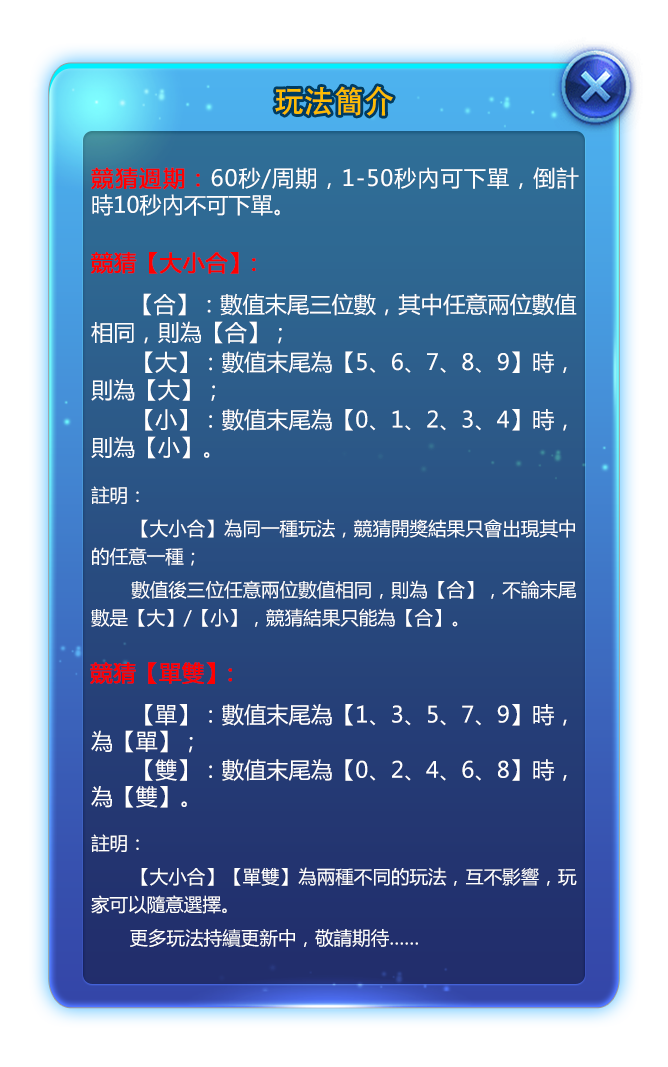 玩法簡介
競猜週期：60秒/周期，1-50秒內可下單，倒計
時10秒內不可下單。
競猜【大小合】：
【合】：數值末尾三位數，其中任意兩位數值
相同，則為【合】；
【大】：數值末尾為【5、6、7、8、9】時，
則為【大】；
【小】：數值末尾為【0、1、2、3、4】時，
則為【小】。
註明：
【大小合】為同一種玩法，競猜開獎結果只會出現其中
的任意一種；
數值後三位任意兩位數值相同，則為【合】，不論末尾
數是【大】/【小】，競猜結果只能為【合】。
競猜【單雙】：
【單】：數值末尾為【1、3、5、7、9】時，
為【單】；
【雙】：數值末尾為【0、2、4、6、8】時，
為【雙】。
註明：
【大小合】【單雙】為兩種不同的玩法，互不影響，玩
家可以隨意選擇。
更多玩法持續更新中，敬請期待......